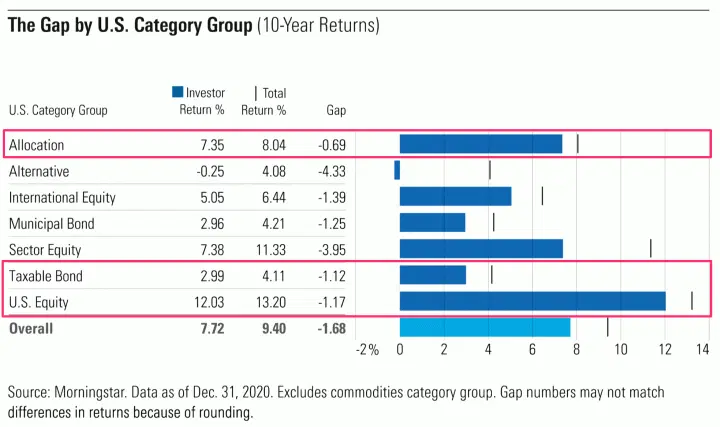 The Gap by U.S. Category Group (10-Year Returns)
Investor | Total
U.S. Category Group Return % Return % Gap
Allocation 7.35 8.04 -0.69
Alternative -0.25 4.08 -4.33
International Equity 5.05 6.44 -1.39
Municipal Bond 2.96 4.21 -1.25
Sector Equity 7.38 11.33 -3.95
Taxable Bond 2.99 4.11 -1.12
U.S. Equity 12.03 13.20 -1.17
Overall 7.72 9.40 -1.68
-2% 0 2 4 6 8 10 12 14
Source: Morningstar. Data as of Dec. 31, 2020. Excludes commodities category group. Gap numbers may not match
differences in returns because of rounding.